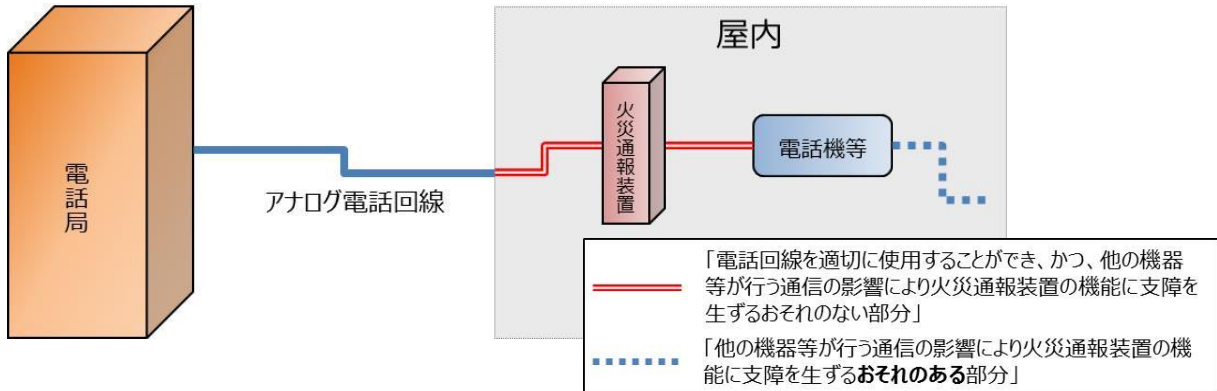 屋内
火災通報装置
電話機等
電話局
アナログ電話回線
「電話回線を適切に使用することができ、かつ、他の機器
等が行う通信の影響により火災通報装置の機能に支障を
生ずるおそれのない部分」
「他の機器等が行う通信の影響により火災通報装置の機
能に支障を生ずるおそれのある部分」